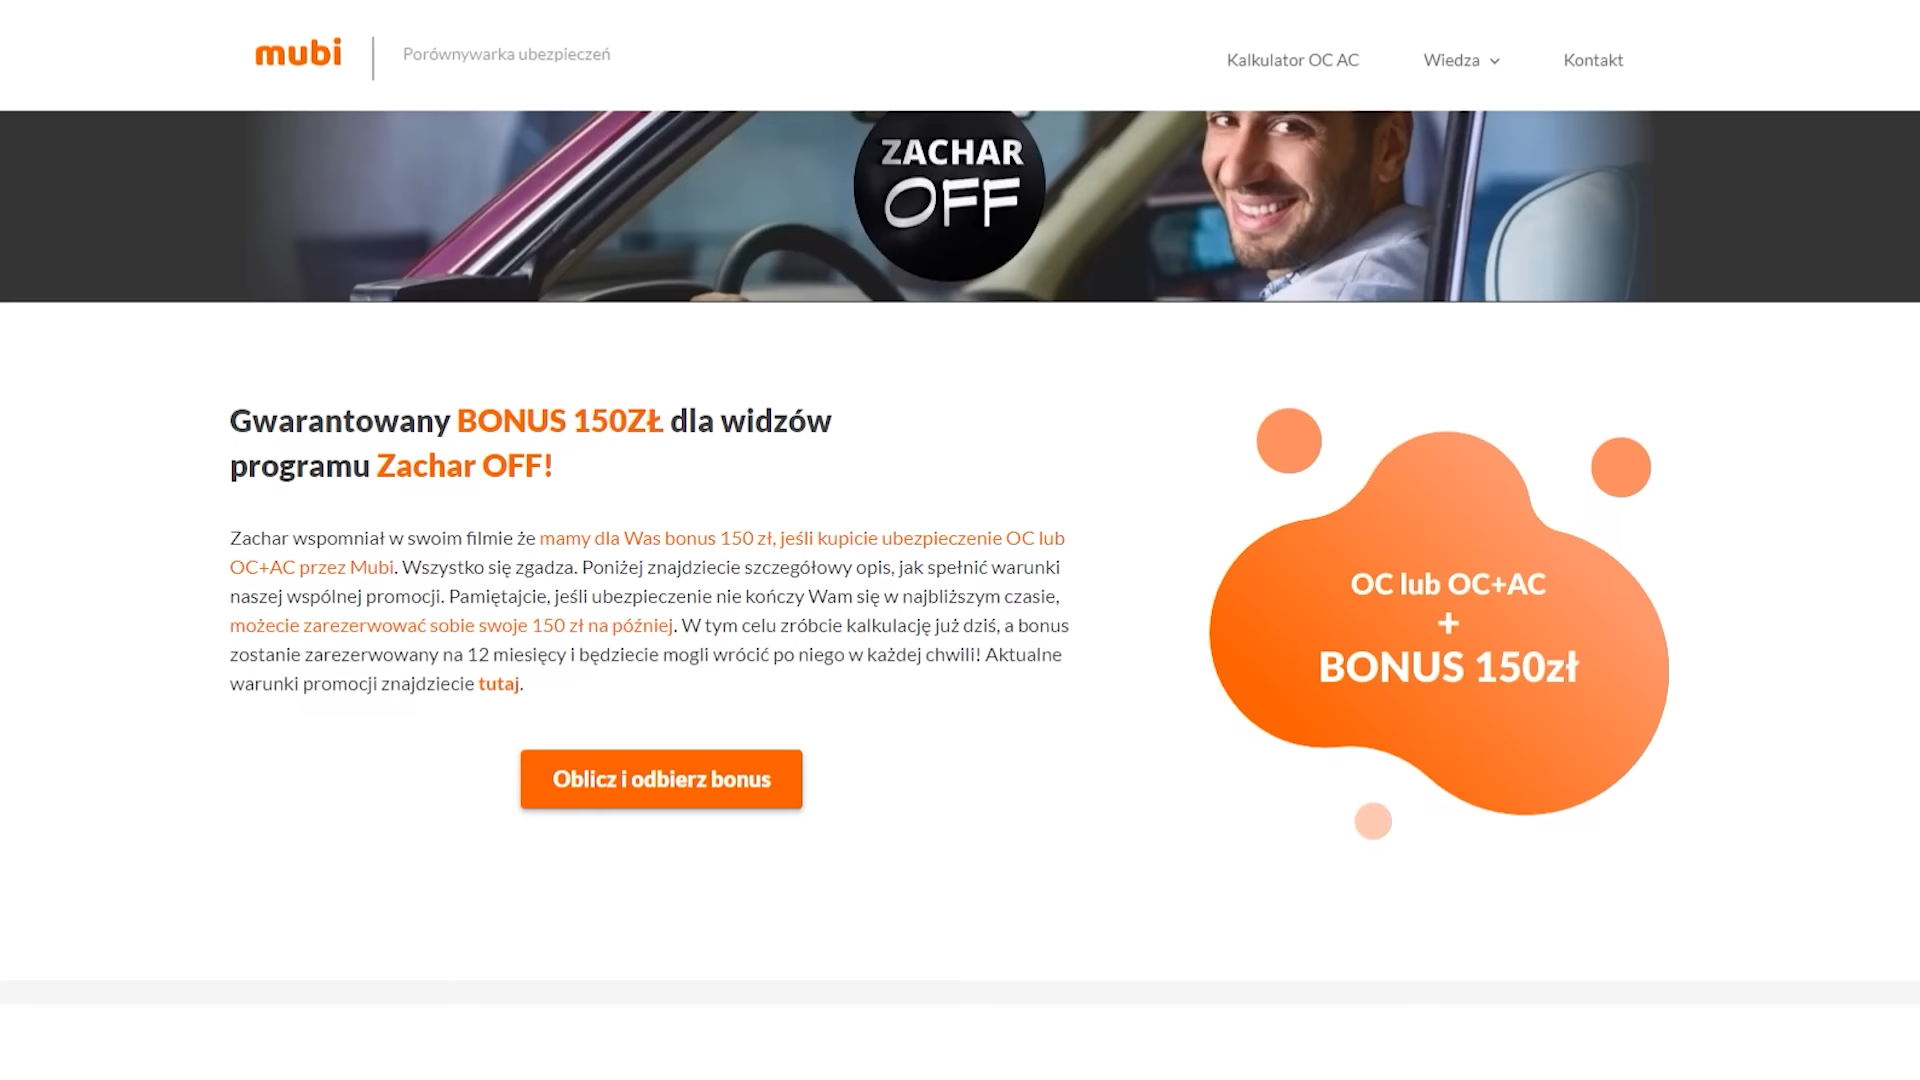 mubi
Porównywarka ubezpieczeń
Kalkulator OC AC
Wiedza
Kontakt
ZACHAR
OFF
Gwarantowany BONUS 150ZŁ dla widzów
programu Zachar OFF!
Zachar wspomniał w swoim filmie że mamy dla Was bonus 150 zł, jeśli kupicie ubezpieczenie OC lub
OC+AC przez Mubi. Wszystko się zgadza. Poniżej znajdziecie szczegółowy opis, jak spełnić warunki
naszej wspólnej promocji. Pamiętajcie, jeśli ubezpieczenie nie kończy Wam się w najbliższym czasie,
możecie zarezerwować sobie swoje 150 zł na później. W tym celu zróbcie kalkulację już dziś, a bonus
zostanie zarezerwowany na 12 miesięcy i będziecie mogli wrócić po niego w każdej chwili! Aktualne
warunki promocji znajdziecie tutaj.
Oblicz i odbierz bonus
OC lub OC+AC
+
BONUS 150zł